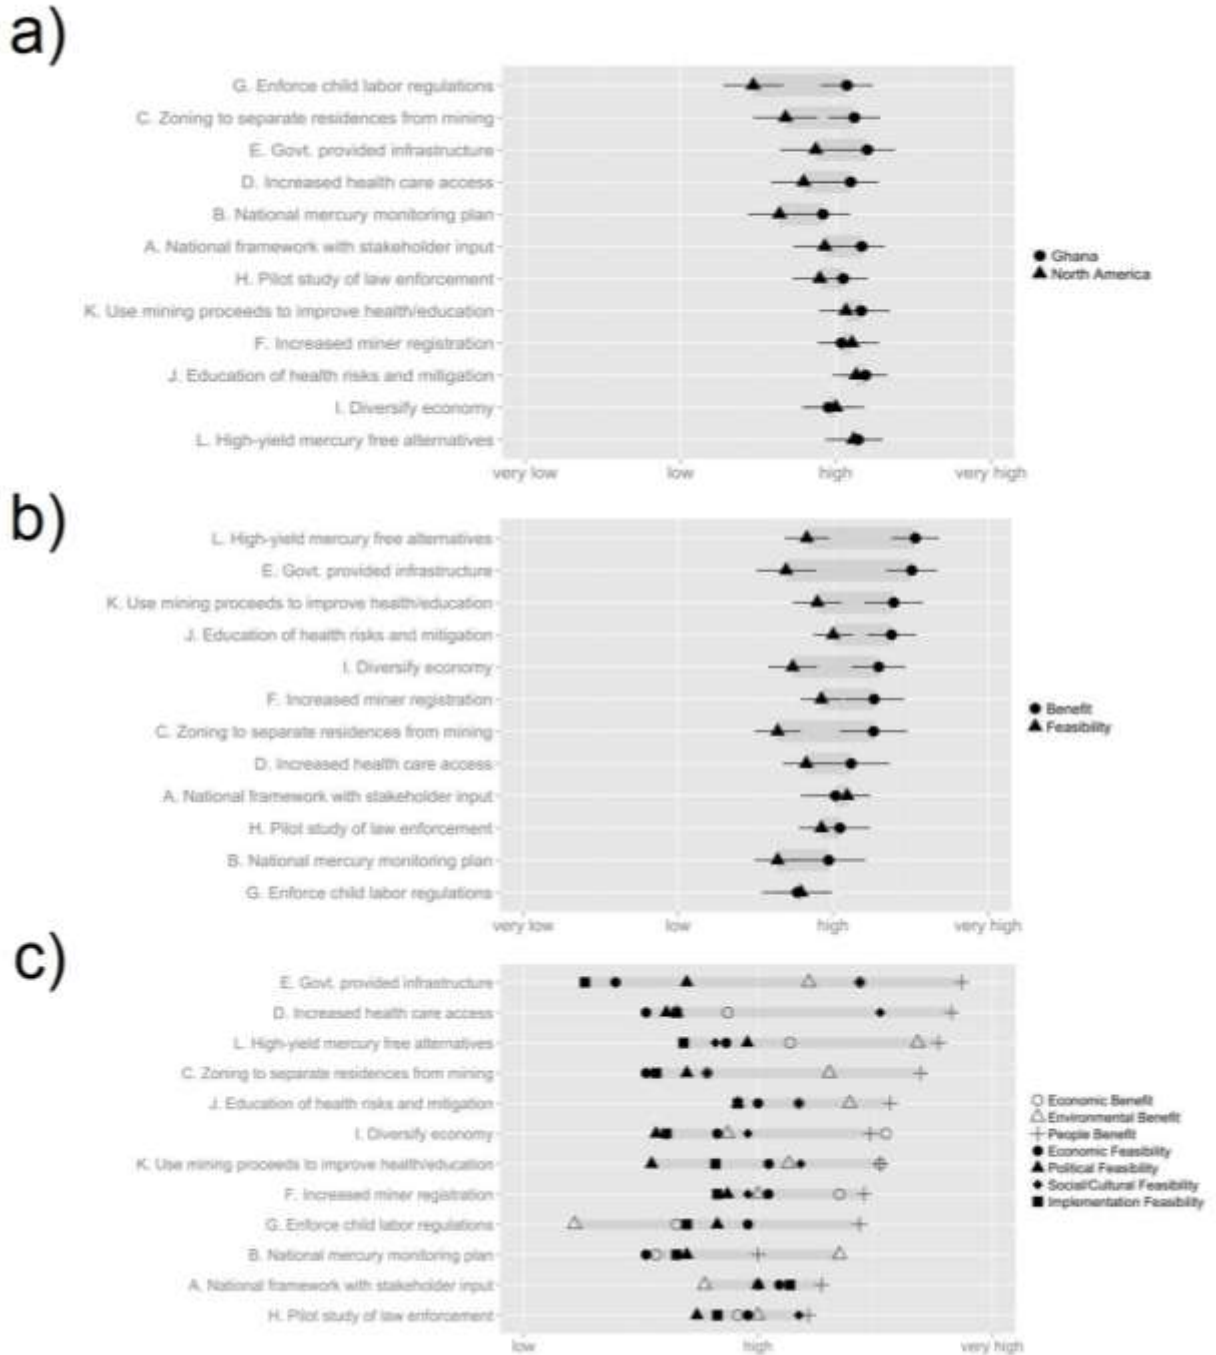 a)
G. Enforce child labor regulations
C. Zoning to separate residences from mining
E. Govt. provided infrastructure
D. Increased health care access
B. National mercury monitoring plan
A. National framework with stakeholder input
H. Pilot study of law enforcement
K. Use mining proceeds to improve health/education
F. Increased miner registration
J. Education of health risks and mitigation
I. Diversify economy
L. High-yield mercury free alternatives
very low low high very high
Ghana
North America
b)
L. High-yield mercury free alternatives
E. Govt. provided infrastructure
K. Use mining proceeds to improve health/education
J. Education of health risks and mitigation
I. Diversify economy
F. Increased miner registration
C. Zoning to separate residences from mining
D. Increased health care access
A. National framework with stakeholder input
H. Pilot study of law enforcement
B. National mercury monitoring plan
G. Enforce child labor regulations
very low low high very high
Benefit
Feasibility
c)
E. Govt. provided infrastructure
D. Increased health care access
L. High-yield mercury free alternatives
C. Zoning to separate residences from mining
J. Education of health risks and mitigation
I. Diversify economy
K. Use mining proceeds to improve health/education
F. Increased miner registration
G. Enforce child labor regulations
B. National mercury monitoring plan
A. National framework with stakeholder input
H. Pilot study of law enforcement
low high very high
Economic Benefit
Environmental Benefit
People Benefit
Economic Feasibility
Political Feasibility
Social/Cultural Feasibility
Implementation Feasibility